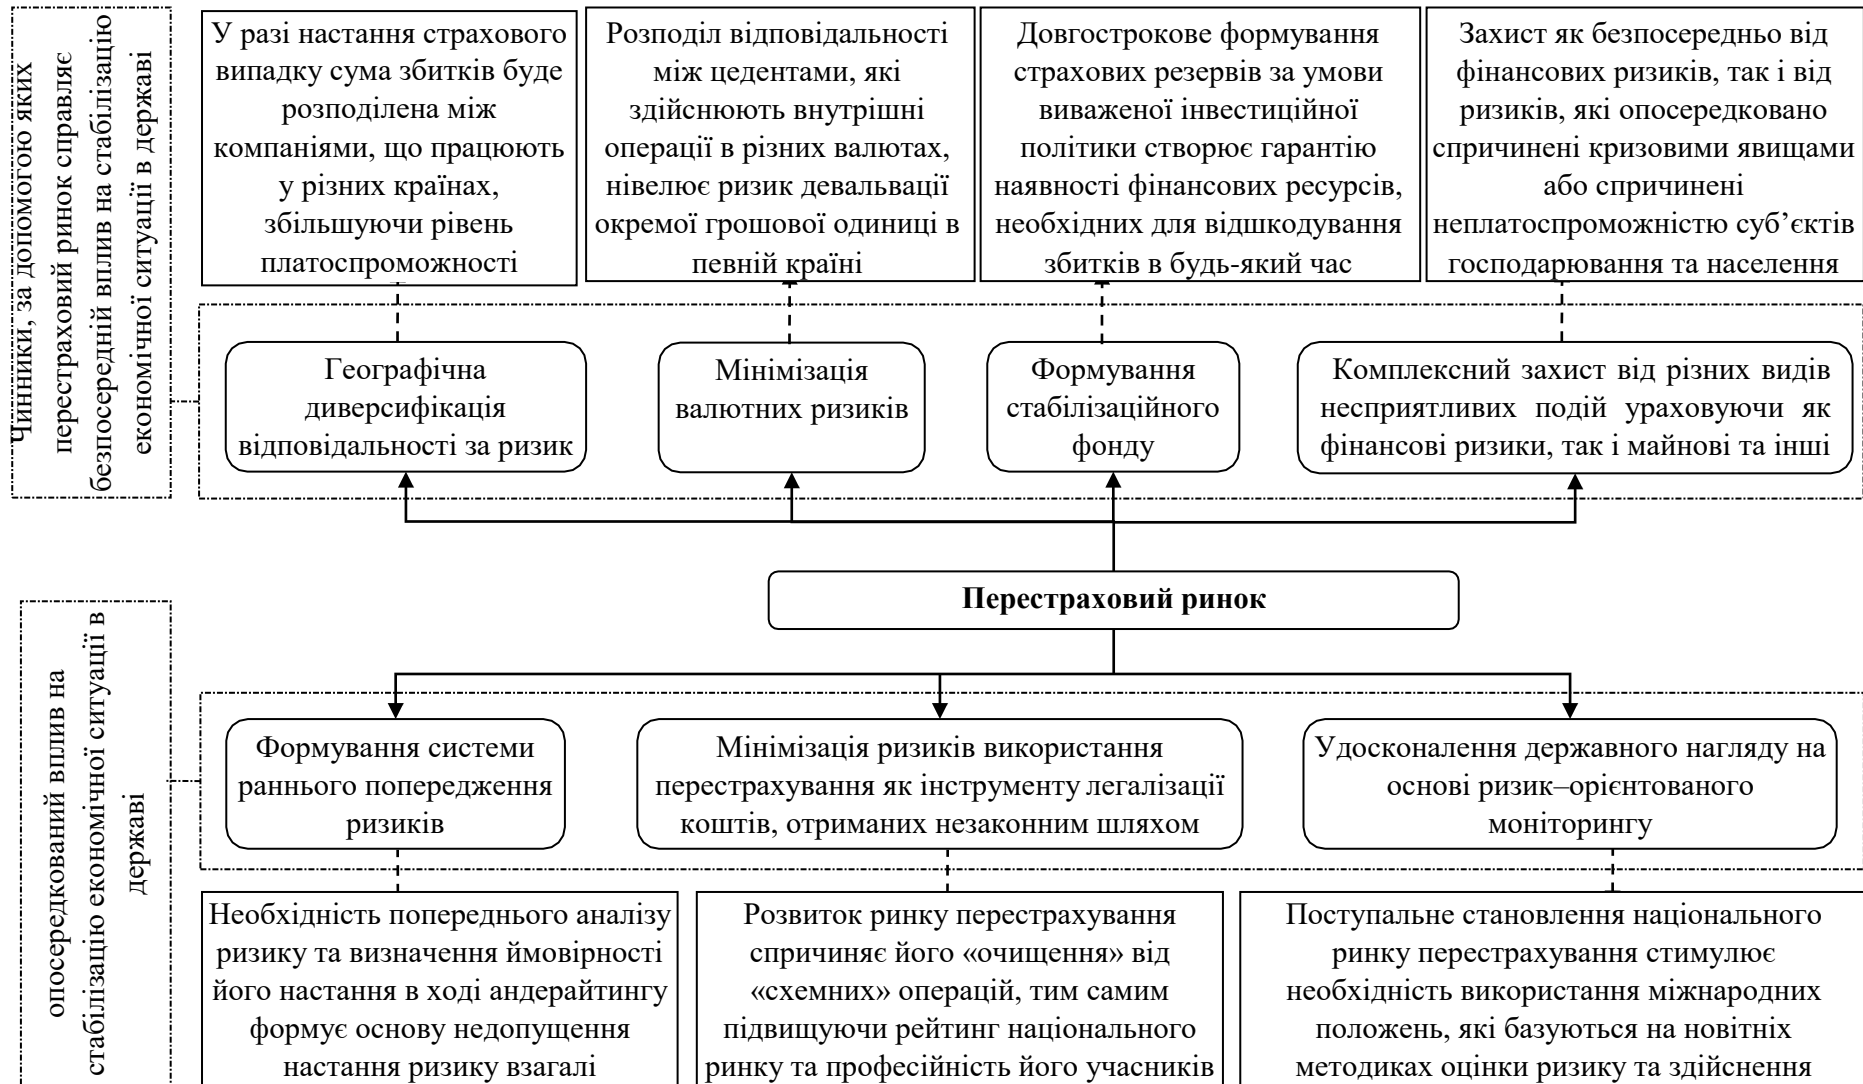 Чинники, за допомогою яких
перестраховий ринок справляє
безпосередній вплив на стабілізацію
економічної ситуації в державі
У разі настання страхового
випадку сума збитків буде
розподілена між
компаніями, що працюють
у різних країнах,
збільшуючи рівень
платоспроможності
Розподіл відповідальності
між цедентами, які
здійснюють внутрішні
операції в різних валютах,
нівелює ризик девальвації
окремої грошової одиниці в
певній країні
Довгострокове формування
страхових резервів за умови
виваженої інвестиційної
політики створює гарантію
наявності фінансових ресурсів,
необхідних для відшкодування
збитків в будь-який час
Захист як безпосередньо від
фінансових ризиків, так і від
ризиків, які опосередковано
спричинені кризовими явищами
або спричинені
неплатоспроможністю суб’єктів
господарювання та населення
Географічна
диверсифікація
відповідальності за ризик
Мінімізація
валютних ризиків
Формування
стабілізаційного
фонду
Комплексний захист від різних видів
несприятливих подій ураховуючи як
фінансові ризики, так і майнові та інші
Перестраховий ринок
опосередкований вплив на
стабілізацію економічної ситуації в
державі
Формування системи
раннього попередження
ризиків
Мінімізація ризиків використання
перестрахування як інструменту легалізації
коштів, отриманих незаконним шляхом
Удосконалення державного нагляду на
основі ризик–орієнтованого
моніторингу
Необхідність попереднього аналізу
ризику та визначення ймовірності
його настання в ході андерайтингу
формує основу недопущення
настання ризику взагалі
Розвиток ринку перестрахування
спричиняє його «очищення» від
«схемних» операцій, тим самим
підвищуючи рейтинг національного
ринку та професійність його учасників
Поступальне становлення національного
ринку перестрахування стимулює
необхідність використання міжнародних
положень, які базуються на новітніх
методиках оцінки ризику та здійснення